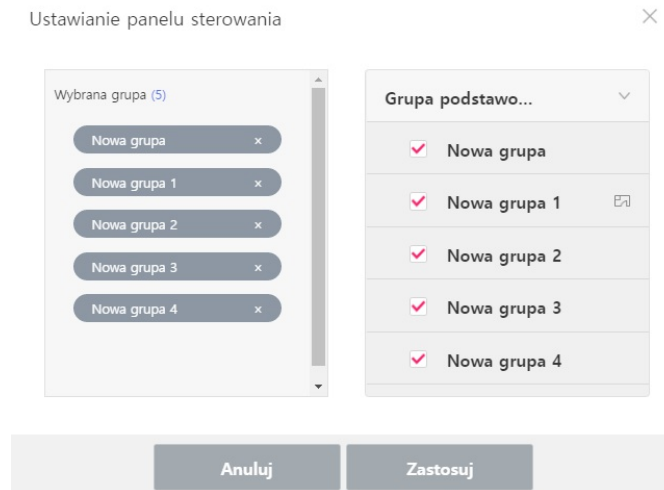 Ustawianie panelu sterowania
Wybrana grupa (5)
Nowa grupa x
Nowa grupa 1 x
Nowa grupa 2 x
Nowa grupa 3 x
Nowa grupa 4 x
Grupa podstawo...
Nowa grupa
Nowa grupa 1
Nowa grupa 2
Nowa grupa 3
Nowa grupa 4
Anuluj
Zastosuj